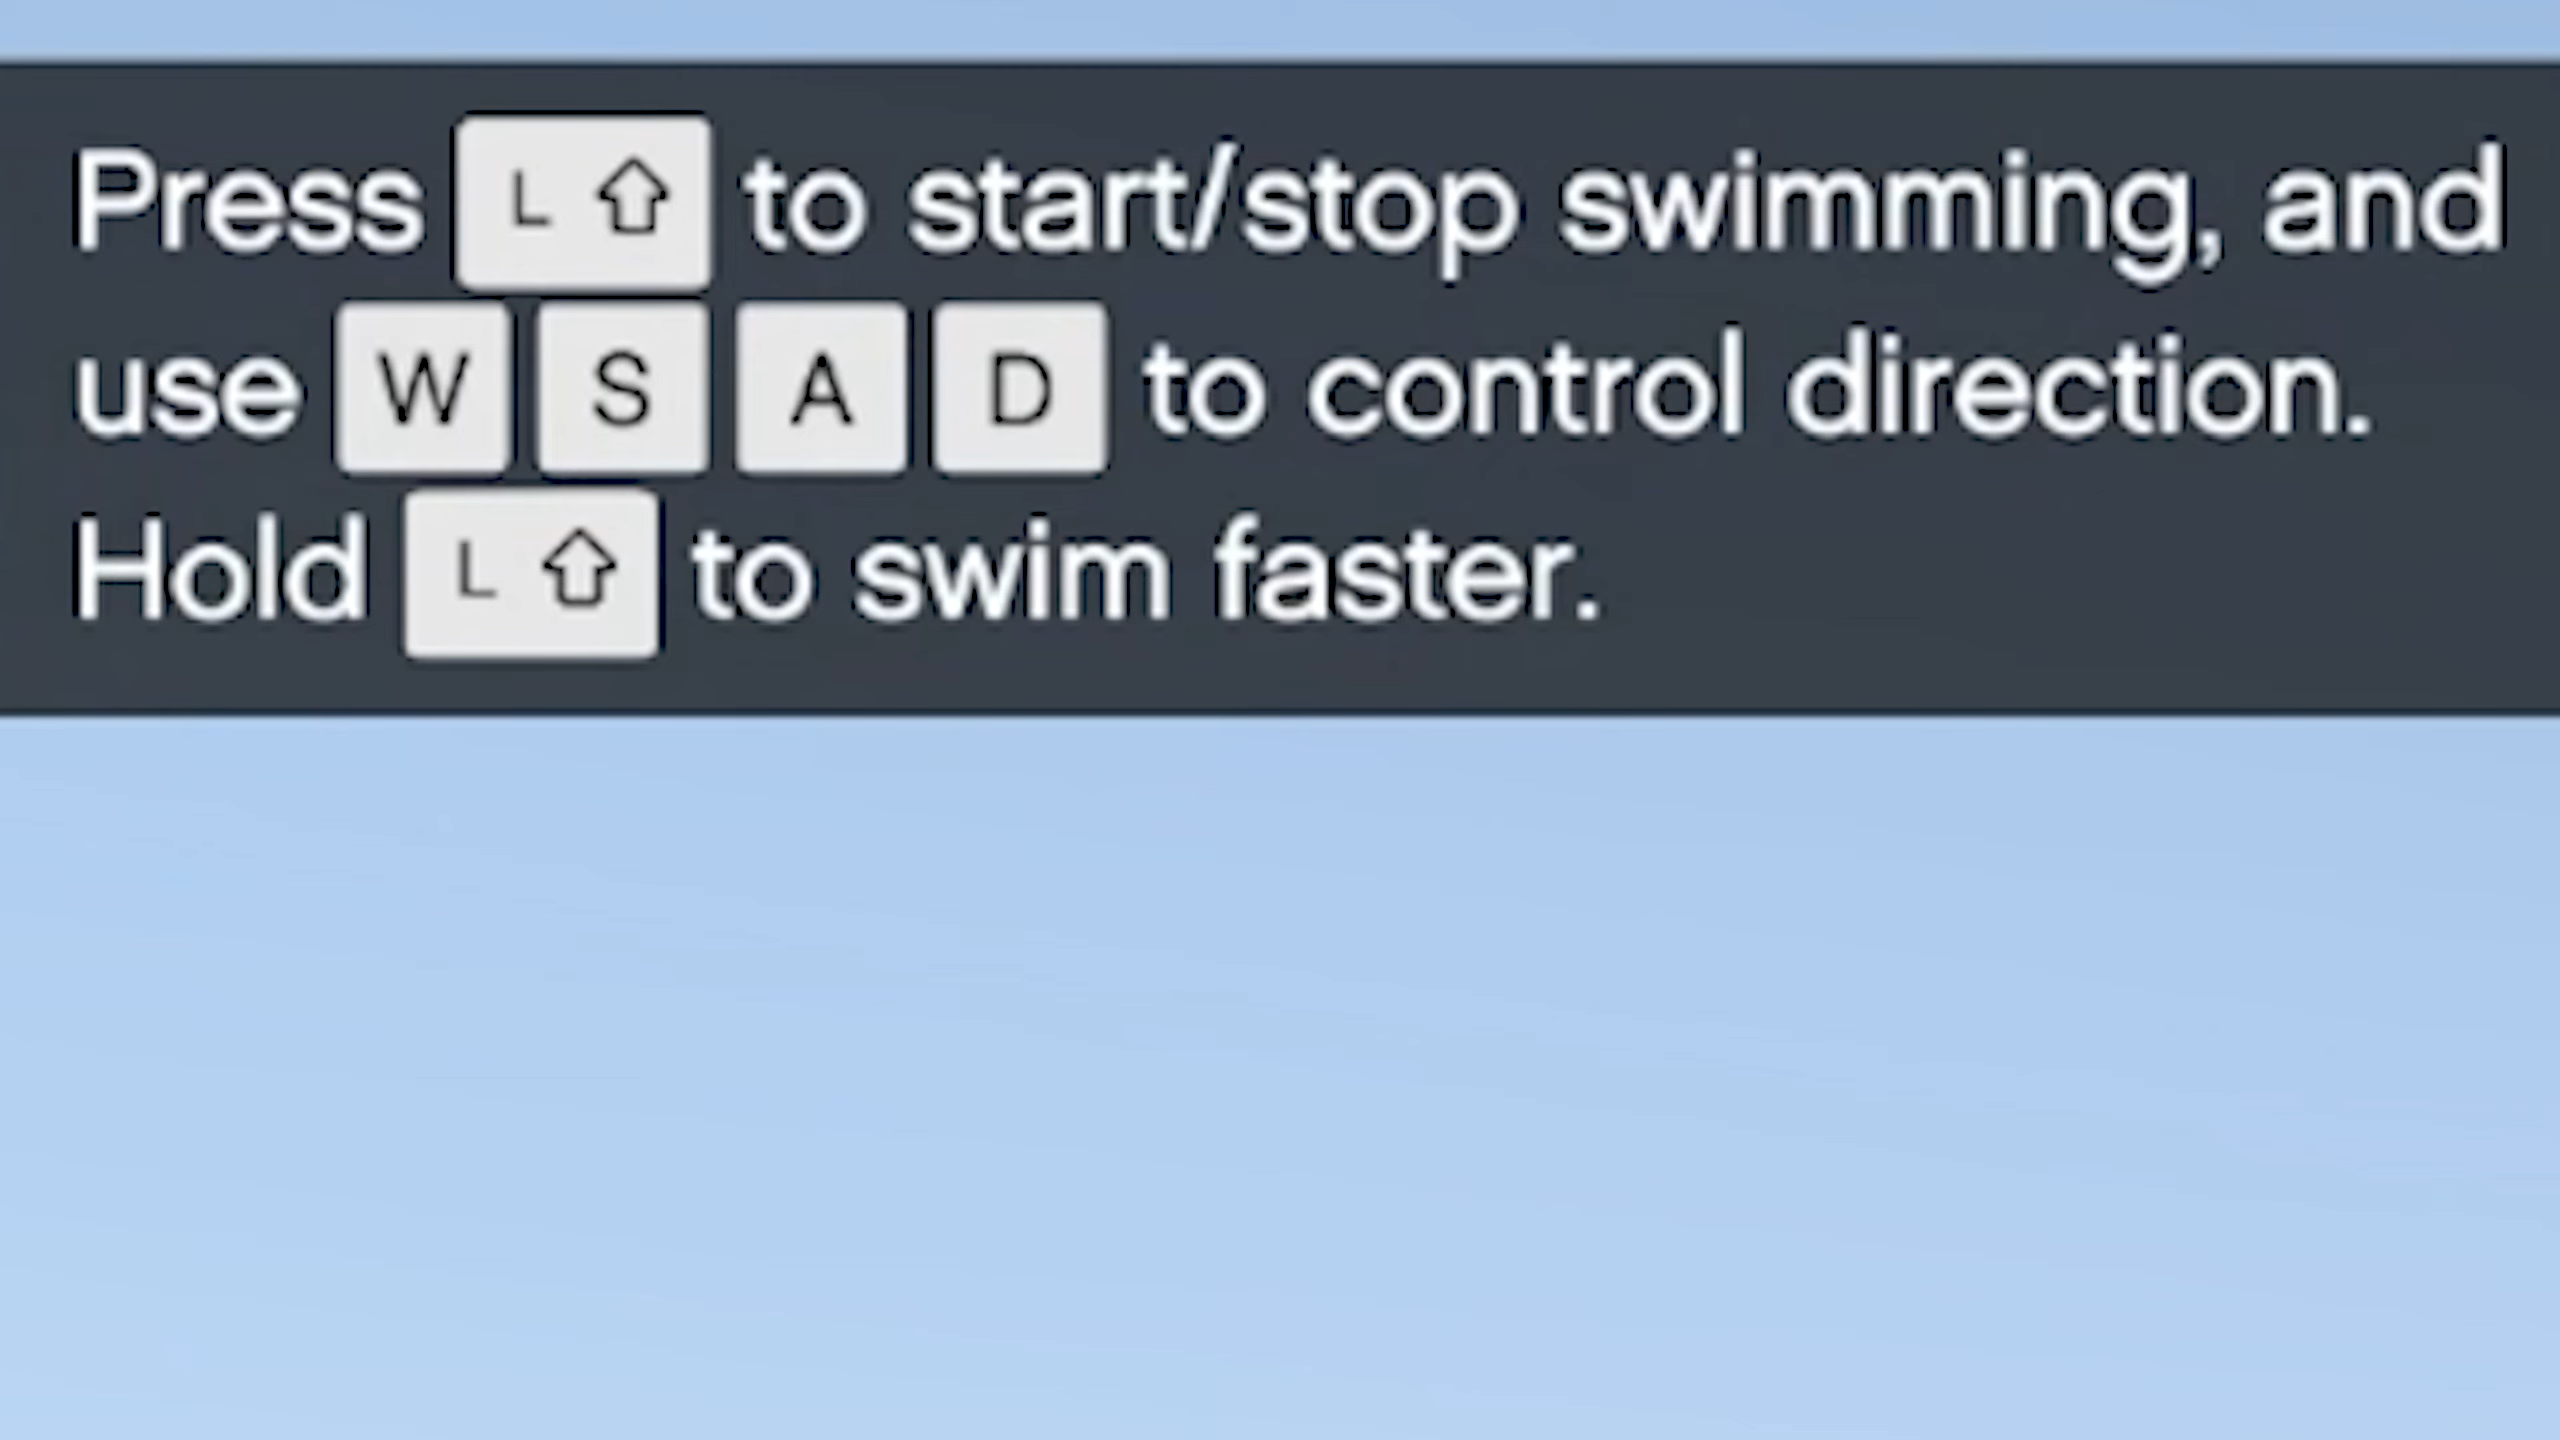 Press L ⇧ to start/stop swimming, and
use W S A D to control direction.
Hold L ⇧ to swim faster.